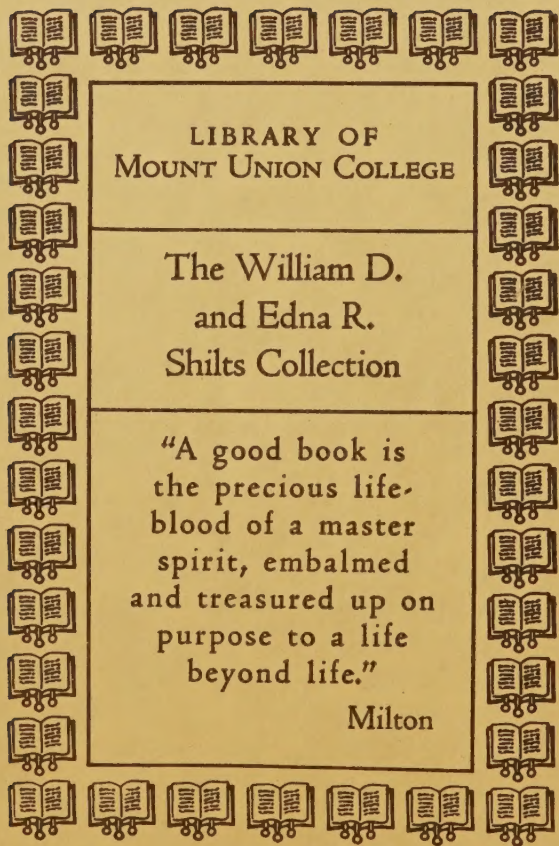 LIBRARY OF
MOUNT UNION COLLEGE
The William D.
and Edna R.
Shilts Collection
"A good book is
the precious life-
blood of a master
spirit, embalmed
and treasured up on
purpose to a life
beyond life."
Milton